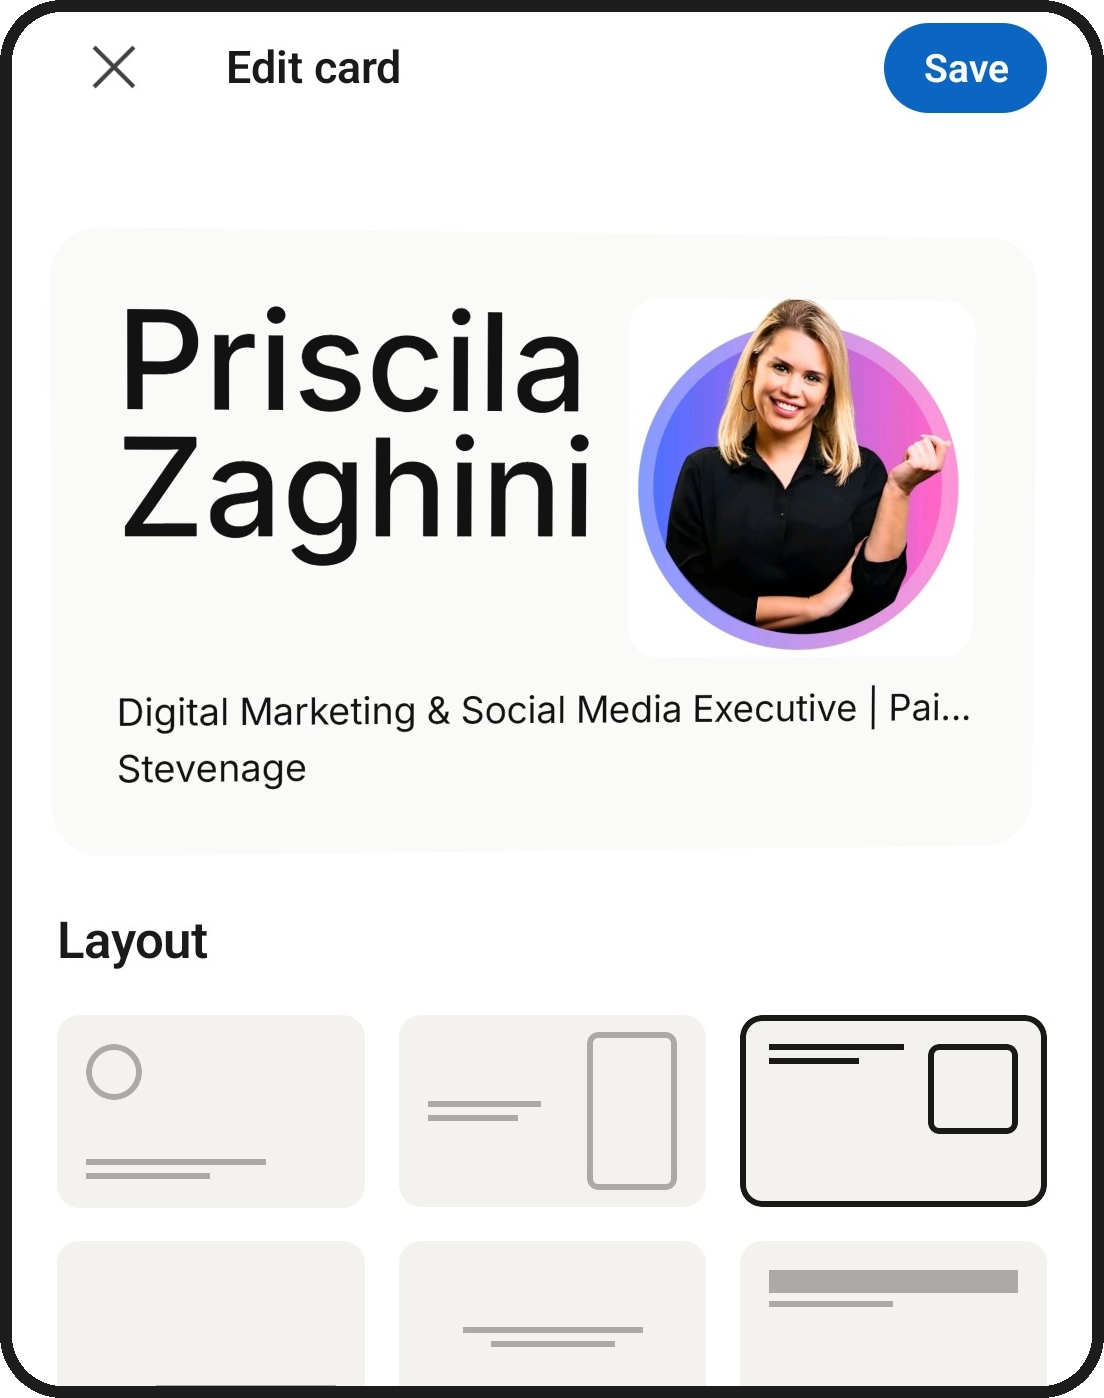 Edit card
Save
Priscila
Zaghini
Digital Marketing & Social Media Executive | Pai...
Stevenage
Layout